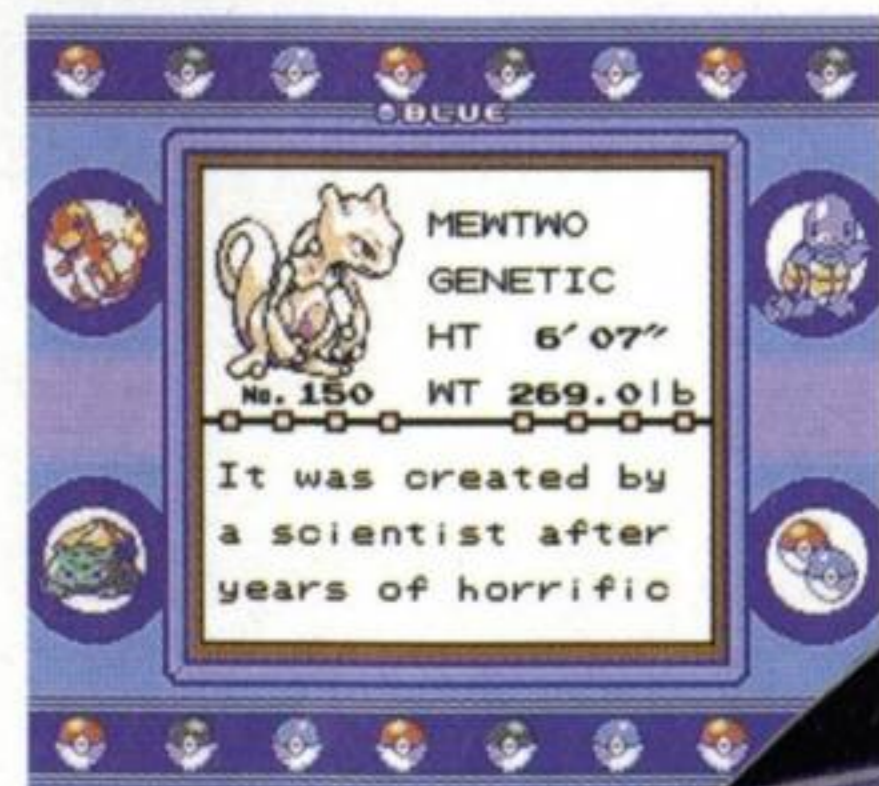 BLUE
MEWTWO
GENETIC
HT 6′07″
No.150 WT 269.0lb
It was created by
a scientist after
years of horrific